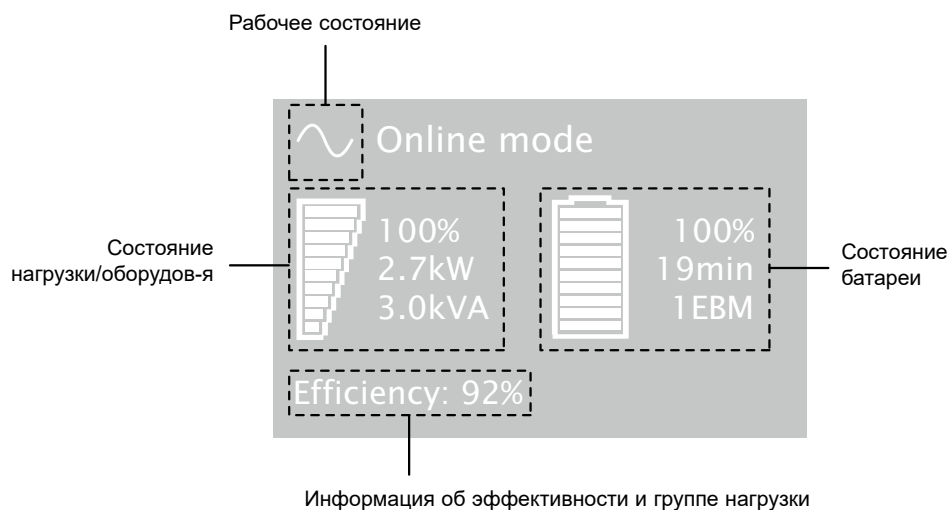 Рабочее состояние
Online mode
Состояние
нагрузки/оборудов-я
100%
2.7kW
3.0kVA
100%
19min
1EBM
Состояние
батареи
Efficiency: 92%
Информация об эффективности и группе нагрузки